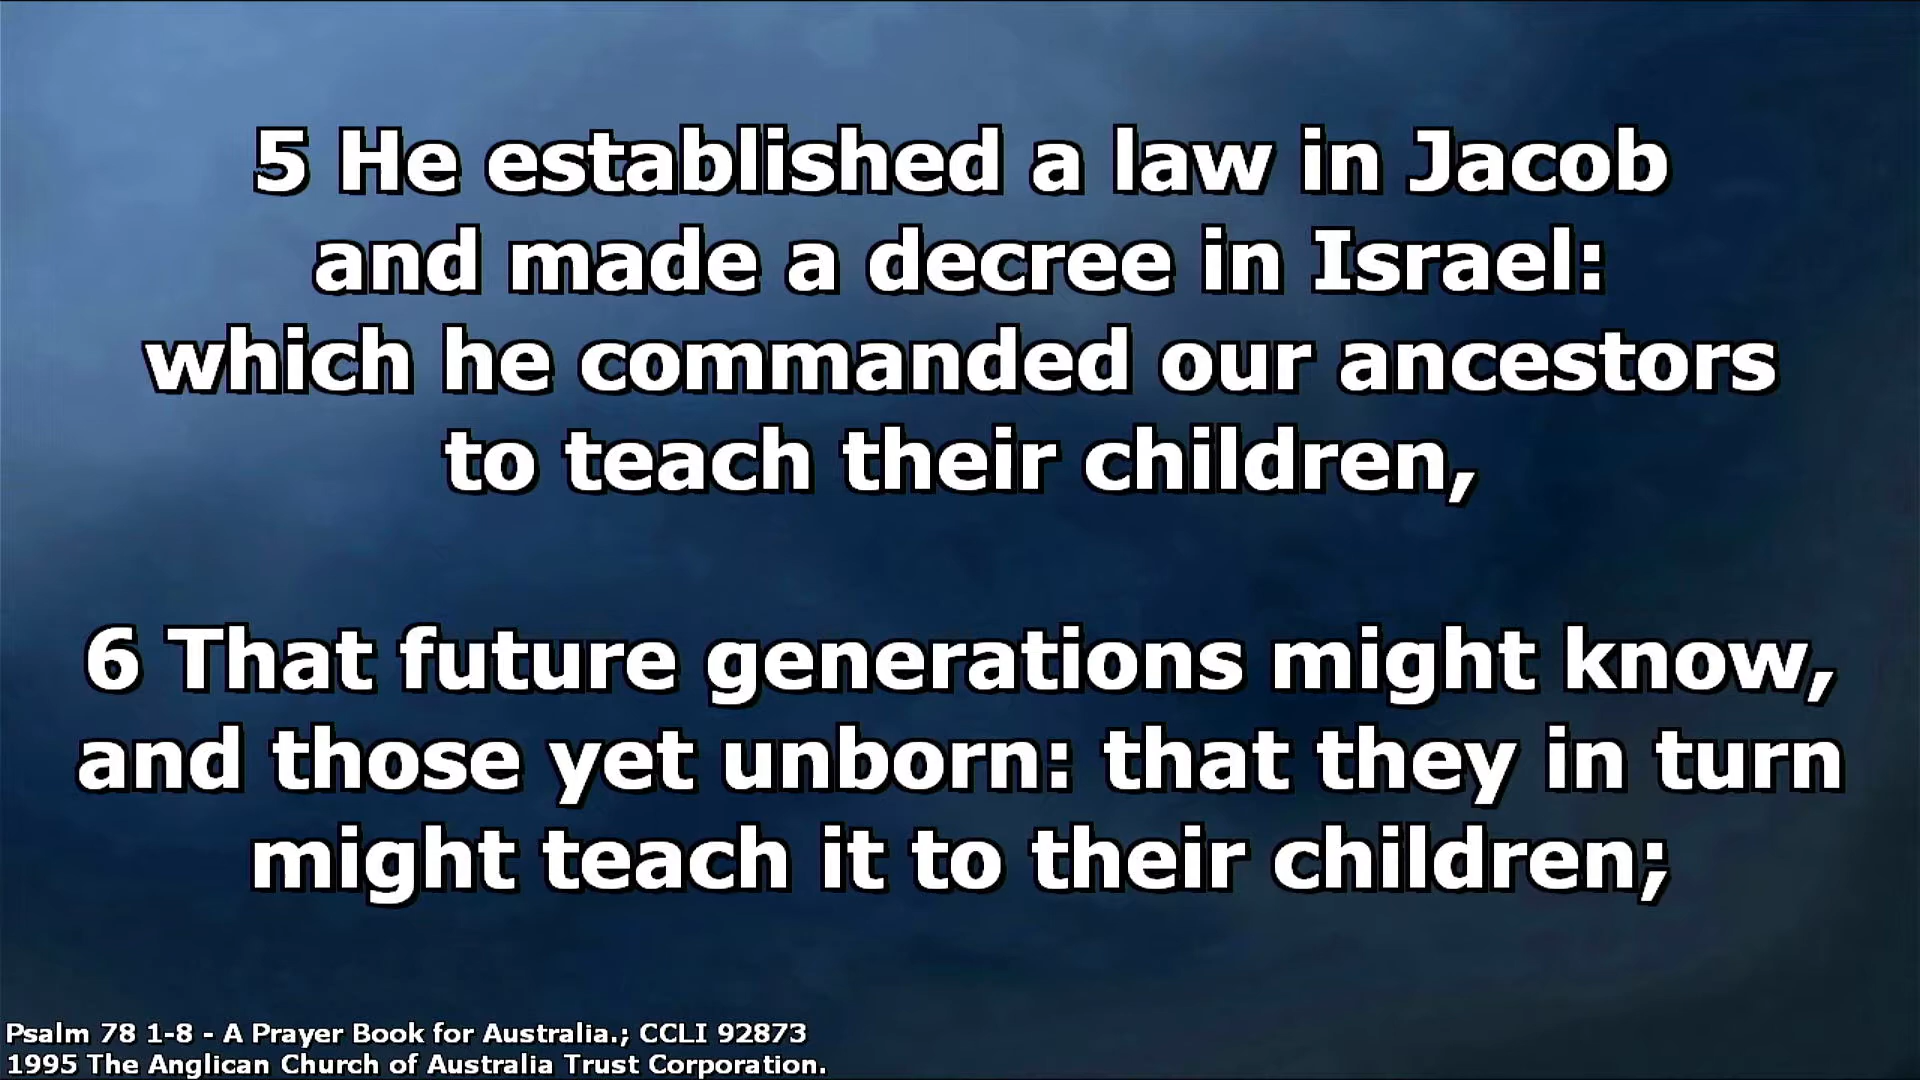 5 He established a law in Jacob
and made a decree in Israel:
which he commanded our ancestors
to teach their children,
6 That future generations might know,
and those yet unborn: that they in turn
might teach it to their children;
Psalm 78 1-8 - A Prayer Book for Australia.; CCLI 92873
1995 The Anglican Church of Australia Trust Corporation.